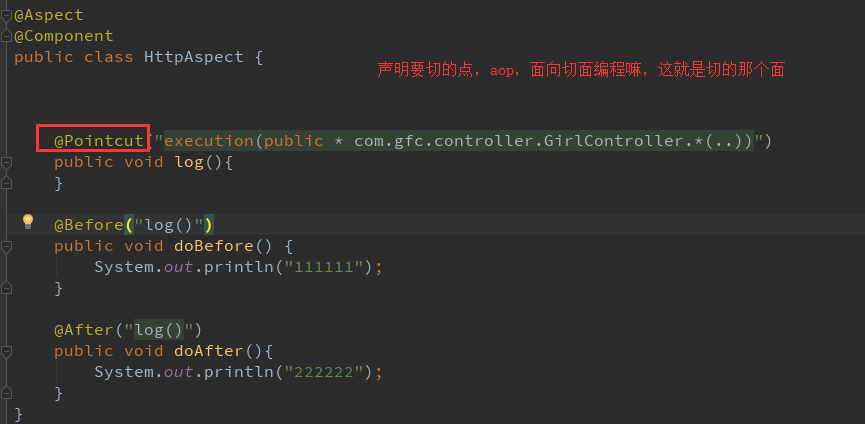 @Aspect
@Component
public class HttpAspect {
声明要切的点，aop，面向切面编程嘛，这就是切的那个面
@Pointcut("execution(public * com.gfc.controller.GirlController.*(..))")
public void log(){
}
@Before("log()")
public void doBefore() {
System.out.println("111111");
}
@After("log()")
public void doAfter(){
System.out.println("222222");
}
}